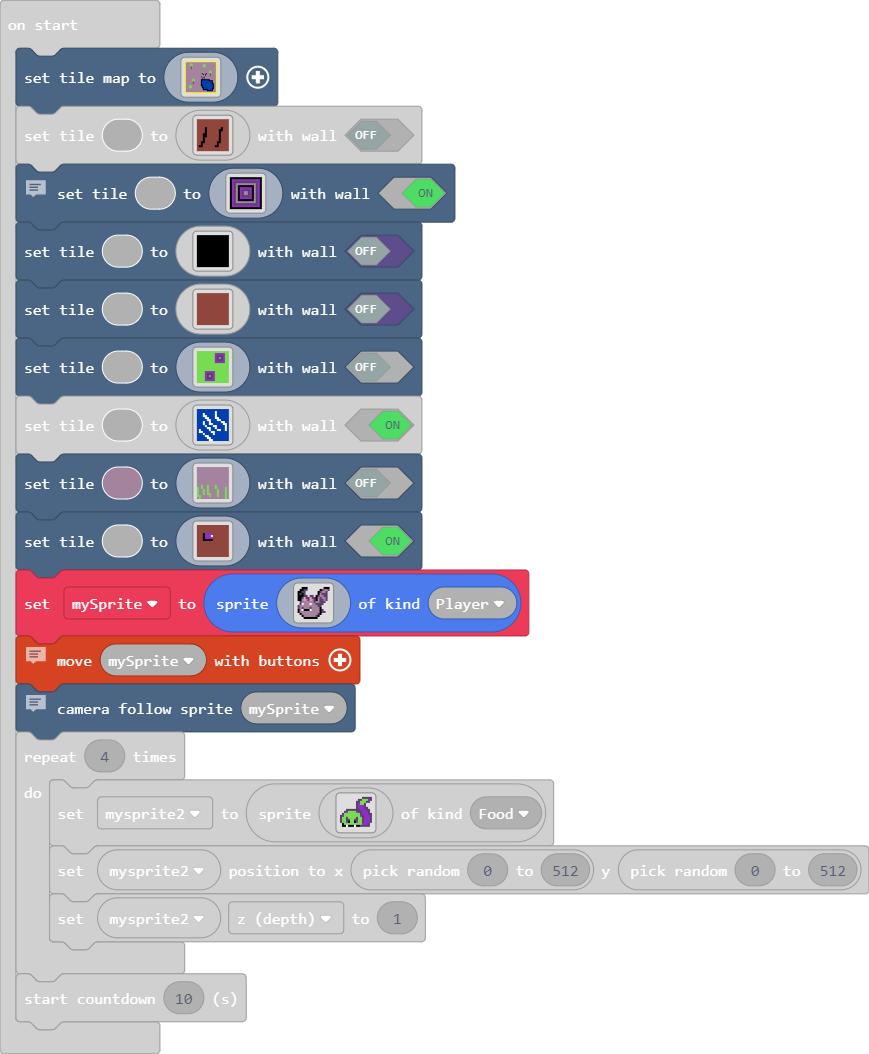 on start
set tile map to
set tile to with wall OFF
set tile to with wall ON
set tile to with wall OFF
set tile to with wall OFF
set tile to with wall OFF
set tile to with wall ON
set tile to with wall OFF
set tile to with wall ON
set mySprite to sprite of kind Player
move mySprite with buttons
camera follow sprite mySprite
repeat 4 times
do
set mysprite2 to sprite of kind Food
set mysprite2 position to x pick random 0 to 512 y pick random 0 to 512
set mysprite2 z (depth) to 1
start countdown 10 (s)